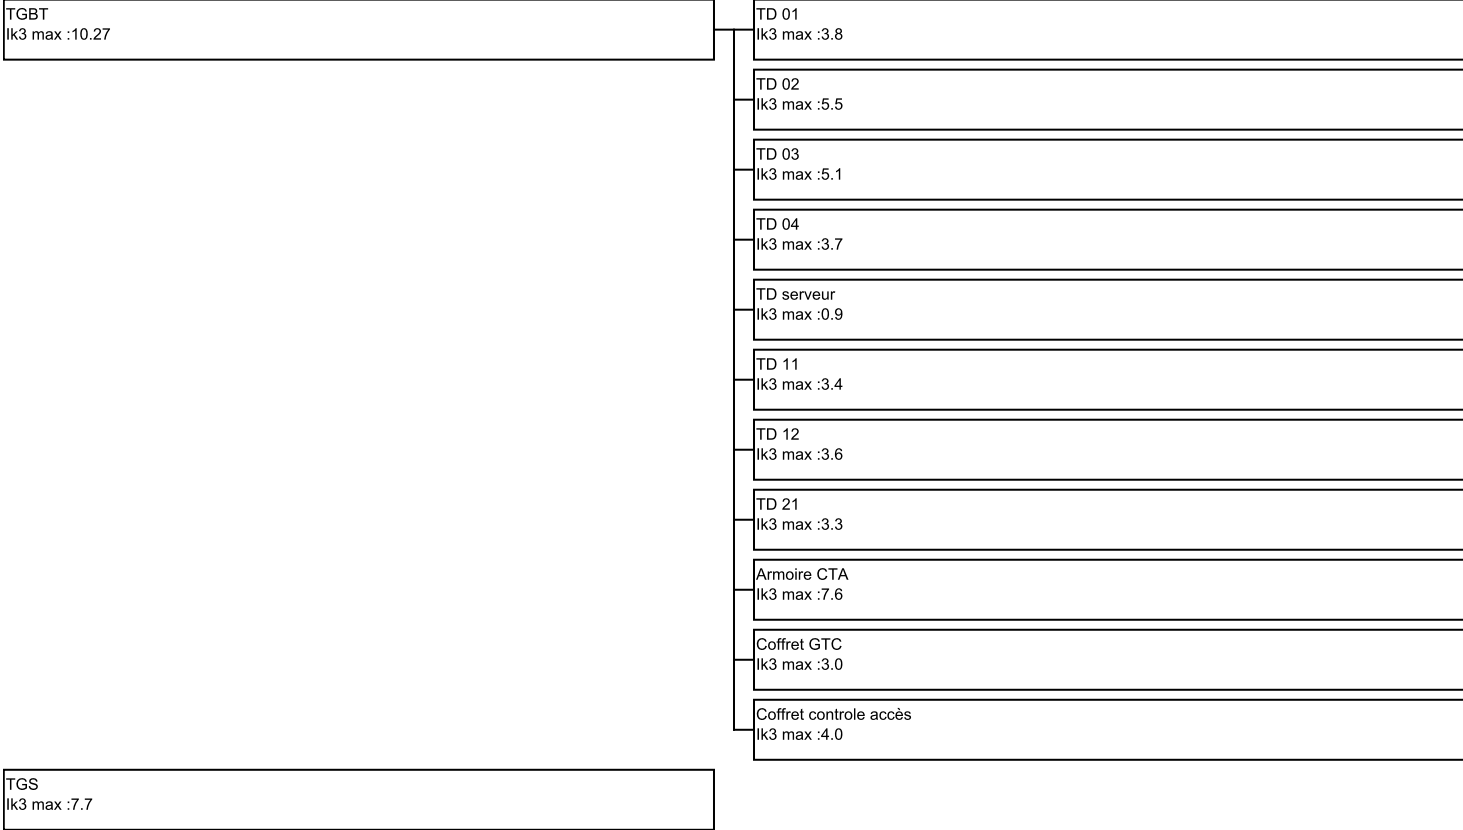 TGBT
Ik3 max :10.27
TD 01
Ik3 max :3.8
TD 02
Ik3 max :5.5
TD 03
Ik3 max :5.1
TD 04
Ik3 max :3.7
TD serveur
Ik3 max :0.9
TD 11
Ik3 max :3.4
TD 12
Ik3 max :3.6
TD 21
Ik3 max :3.3
Armoire CTA
Ik3 max :7.6
Coffret GTC
Ik3 max :3.0
Coffret controle accès
Ik3 max :4.0
TGS
Ik3 max :7.7